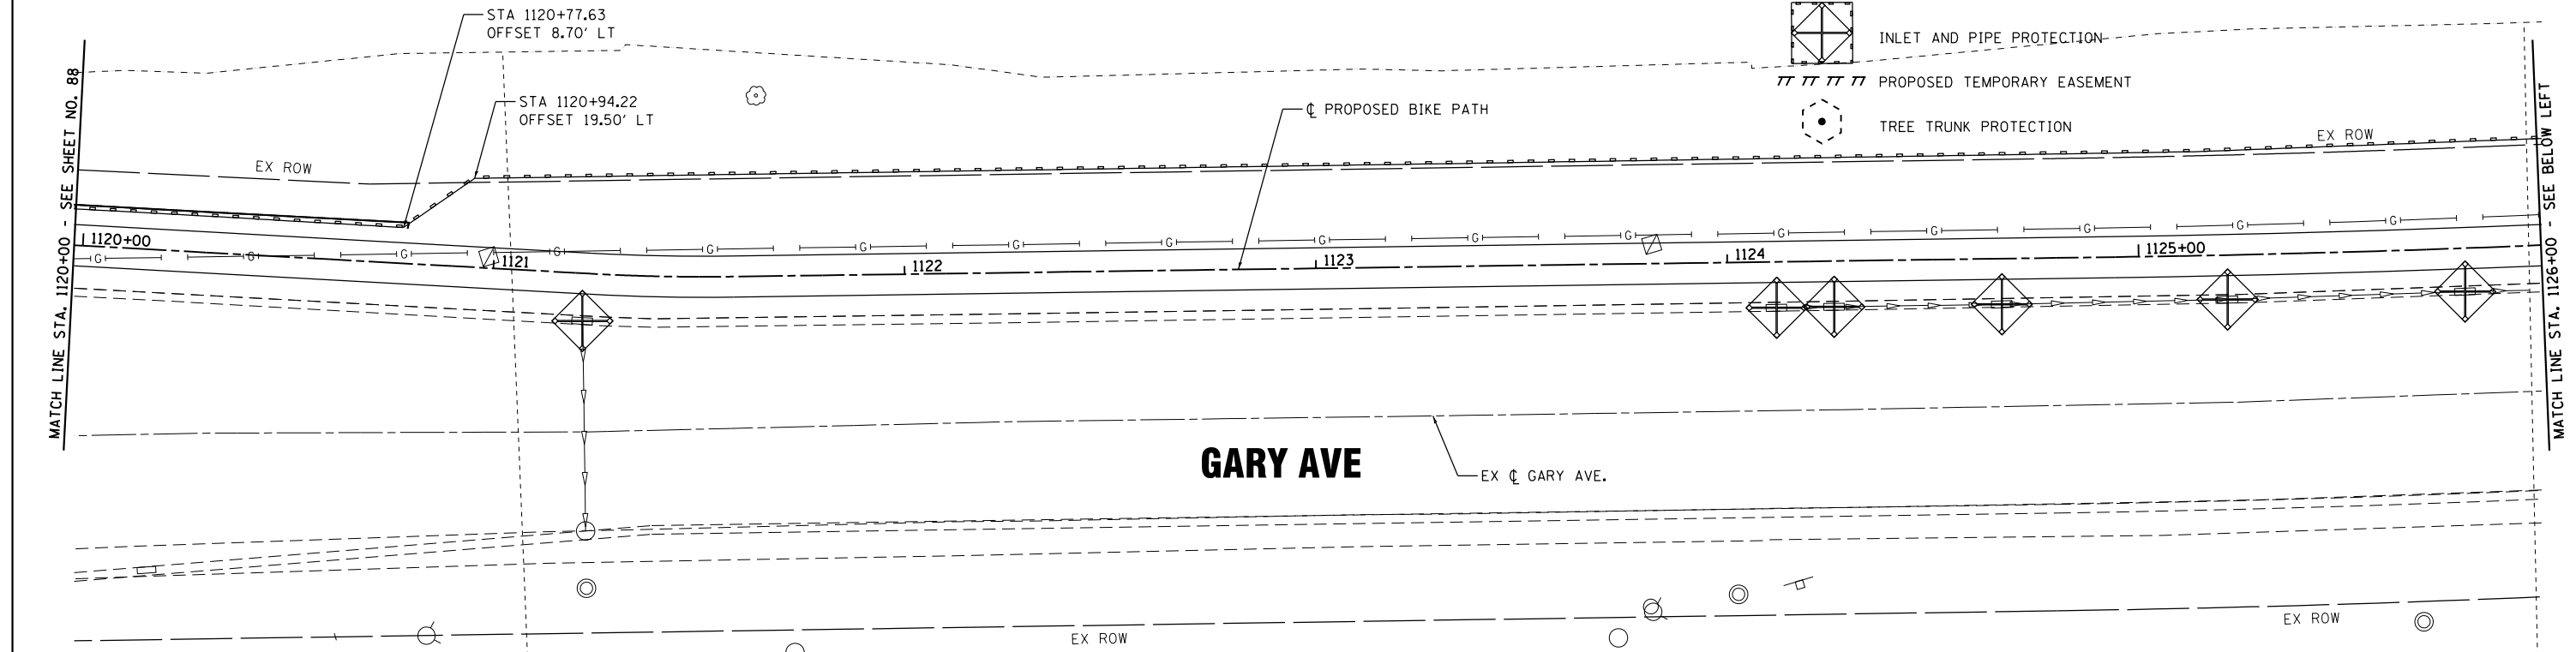 STA 1120+77.63
OFFSET 8.70' LT
STA 1120+94.22
OFFSET 19.50' LT
℄ PROPOSED BIKE PATH
INLET AND PIPE PROTECTION
PROPOSED TEMPORARY EASEMENT
TREE TRUNK PROTECTION
MATCH LINE STA. 1120+00 - SEE SHEET NO. 88
EX ROW
EX ROW
MATCH LINE STA. 1126+00 - SEE BELOW LEFT
G G G G G G G G G G G G G G G G
1120+00
1121
1122
1123
1124
1125+00
GARY AVE
EX ℄ GARY AVE.
EX ROW
EX ROW